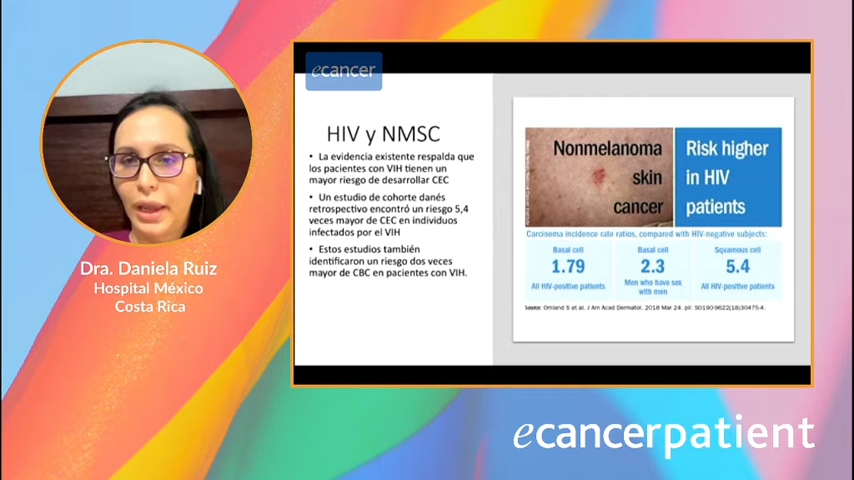 ecancer
HIV y NMSC
• La evidencia existente respalda que
los pacientes con VIH tienen un
mayor riesgo de desarrollar CEC
• Un estudio de cohorte danés
retrospectivo encontró un riesgo 5,4
veces mayor de CEC en individuos
infectados por el VIH
• Estos estudios también
identificaron un riesgo dos veces
mayor de CBC en pacientes con VIH.
Nonmelanoma
skin
cancer
Risk higher
in HIV
patients
Carcinoma incidence rate ratios, compared with HIV-negative subjects:
Basal cell
1.79
All HIV-positive patients
Basal cell
2.3
Men who have sex
with men
Squamous cell
5.4
All HIV-positive patients
Source: Omland S et al. J Am Acad Dermatol. 2018 Mar 24. pii: S0190-9622(18)30475-4.
Dra. Daniela Ruiz
Hospital México
Costa Rica
ecancerpatient